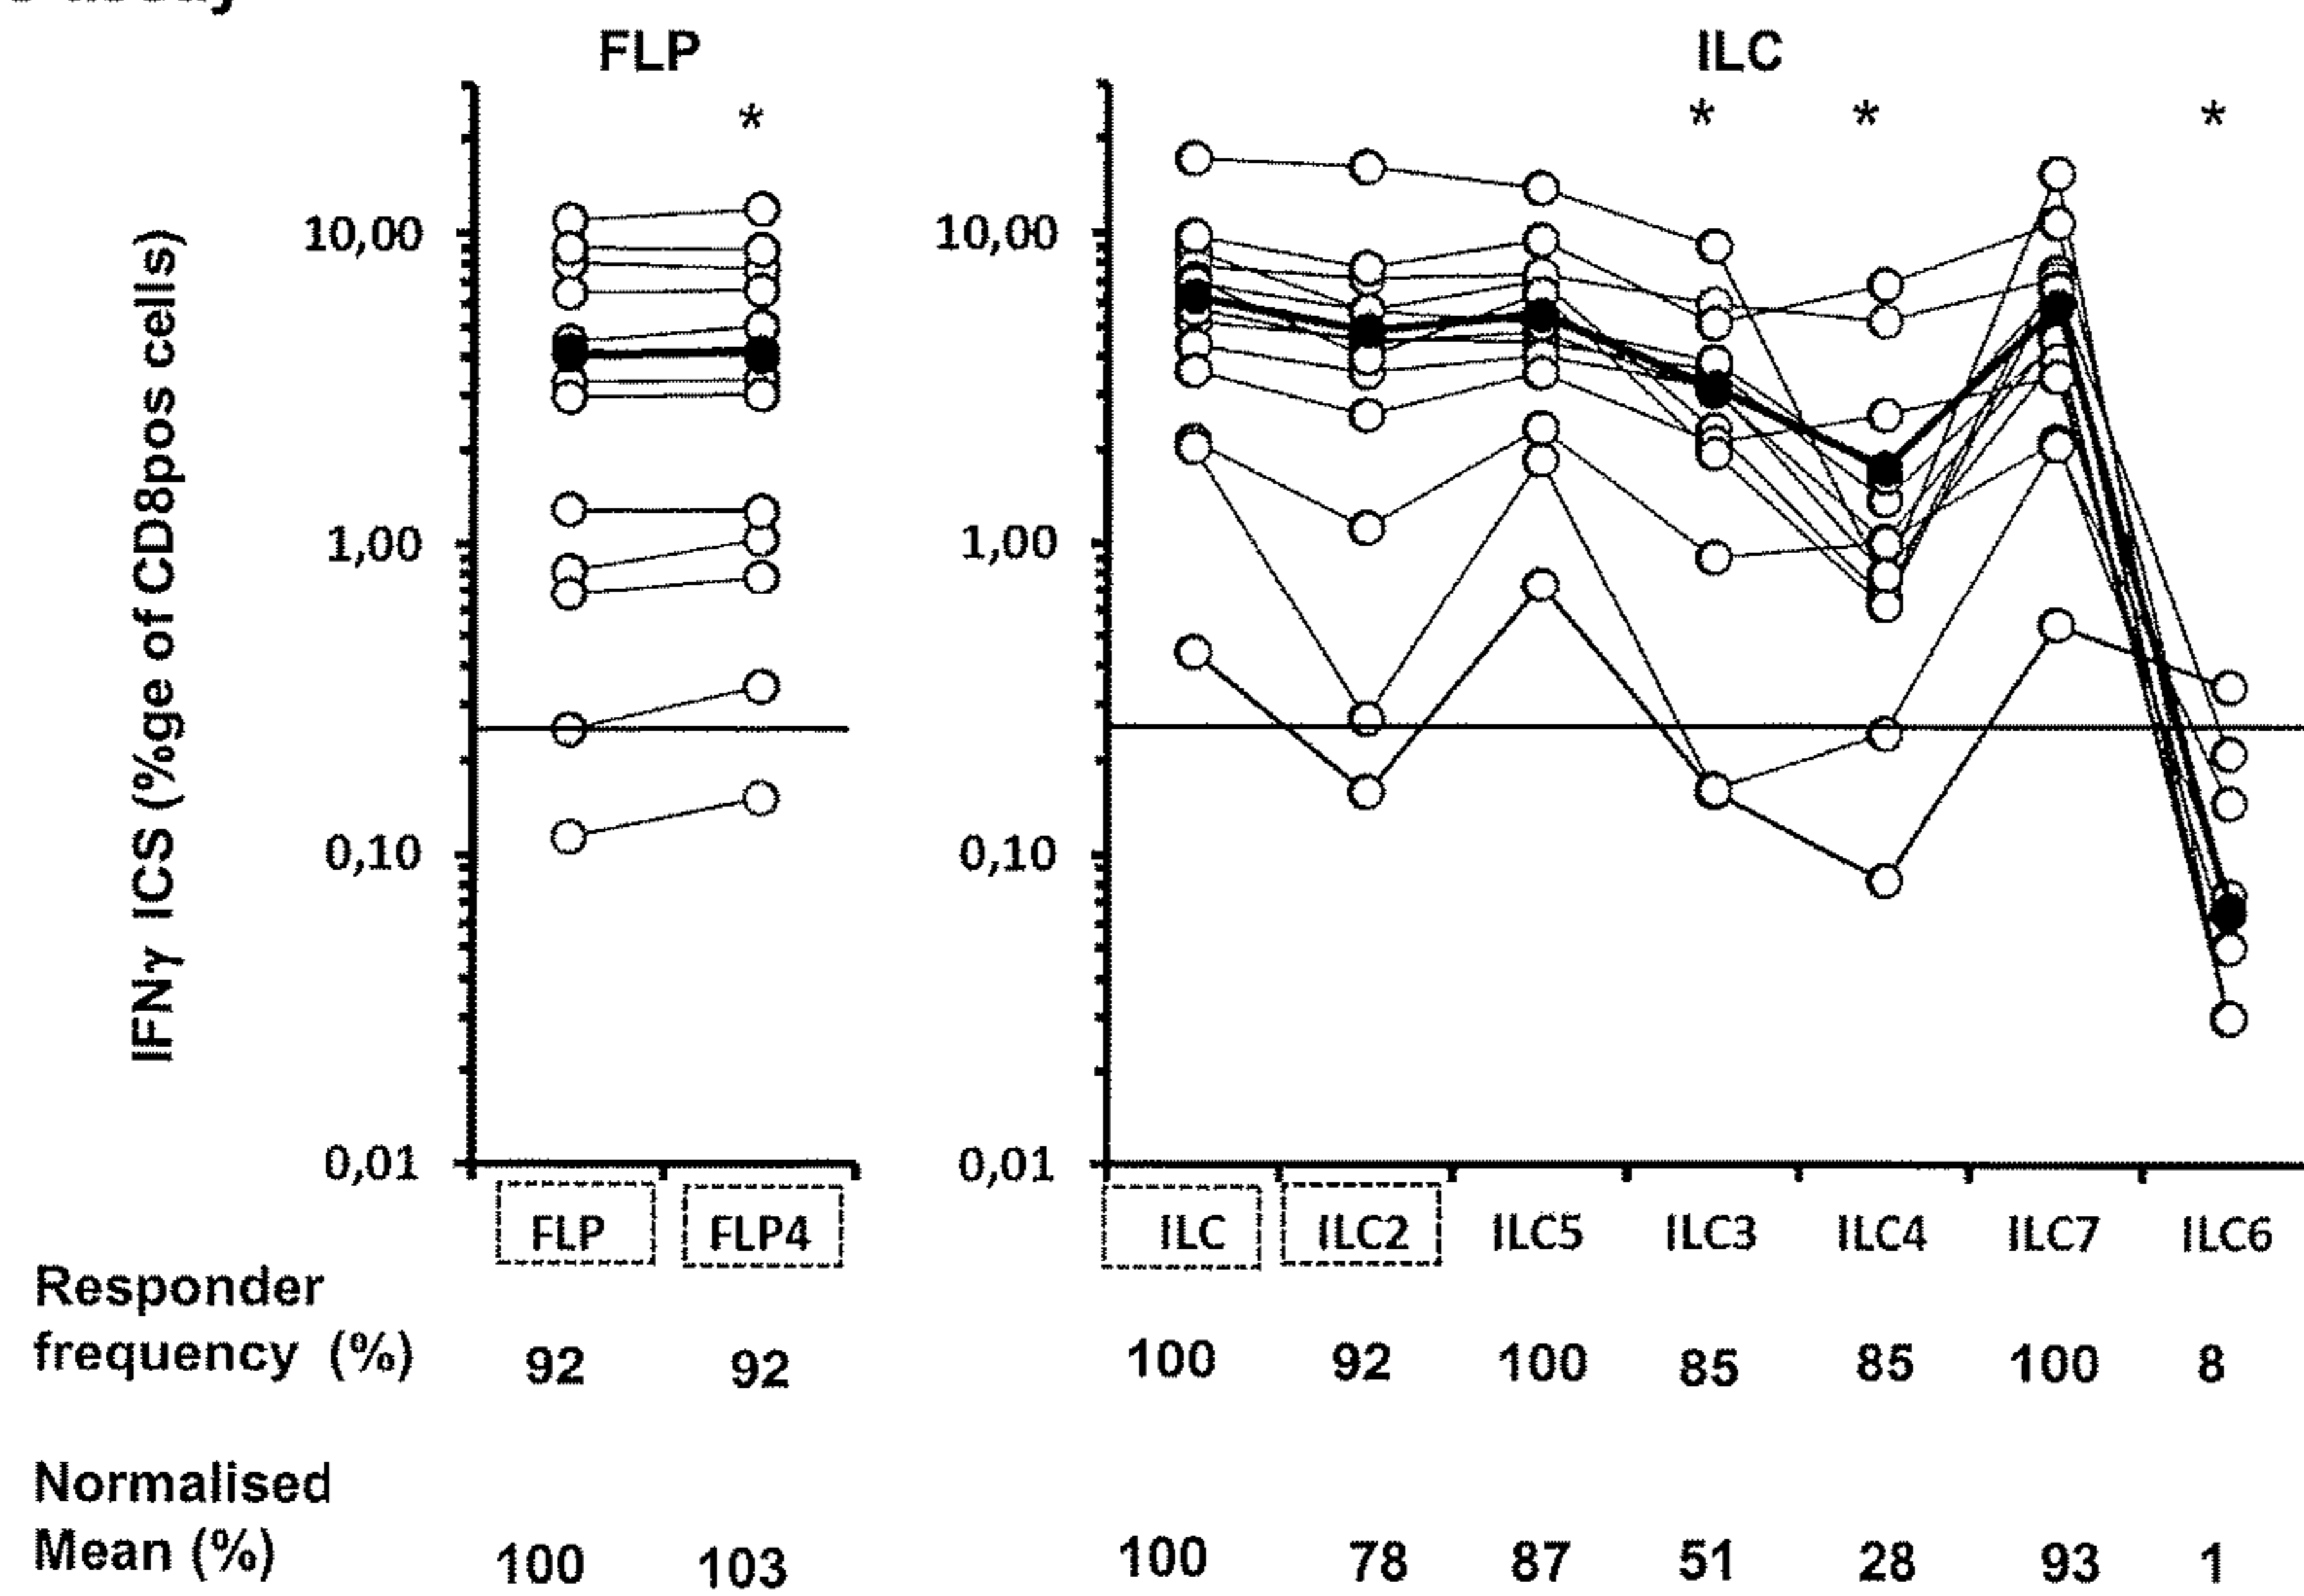 FLP ILC
* * * *
IFNγ ICS (%ge of CD8pos cells)
10,00 10,00
1,00 1,00
0,10 0,10
0,01 0,01
FLP FLP4 ILC ILC2 ILC5 ILC3 ILC4 ILC7 ILC6
Responder
frequency (%) 92 92 100 92 100 85 85 100 8
Normalised
Mean (%) 100 103 100 78 87 51 28 93 1